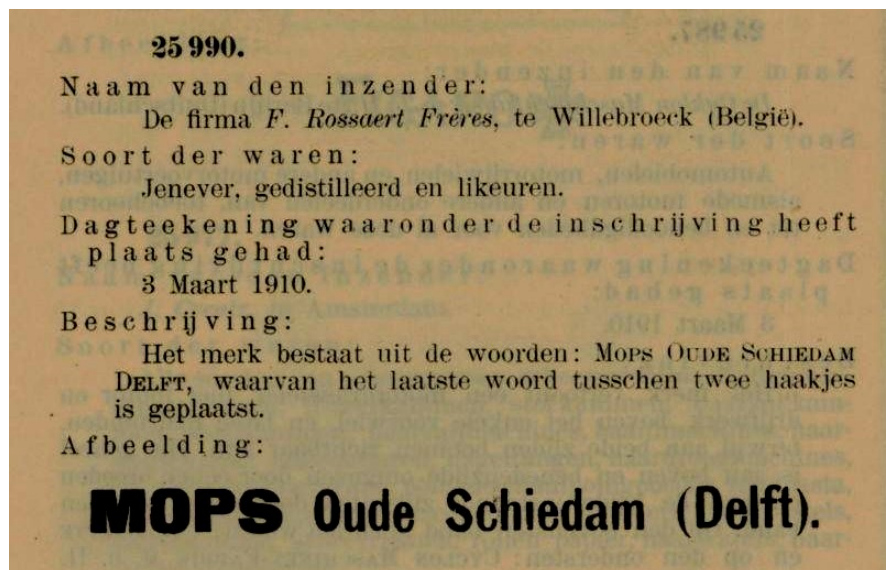 25 990.
Naam van den inzender:
De firma F. Rossaert Frères, te Willebroeck (België).
Soort der waren:
Jenever, gedistilleerd en likeuren.
Dagteekening waaronder de inschrijving heeft
plaats gehad:
3 Maart 1910.
Beschrijving:
Het merk bestaat uit de woorden: MOPS OUDE SCHIEDAM
DELFT, waarvan het laatste woord tusschen twee haakjes
is geplaatst.
Afbeelding:
MOPS Oude Schiedam (Delft).